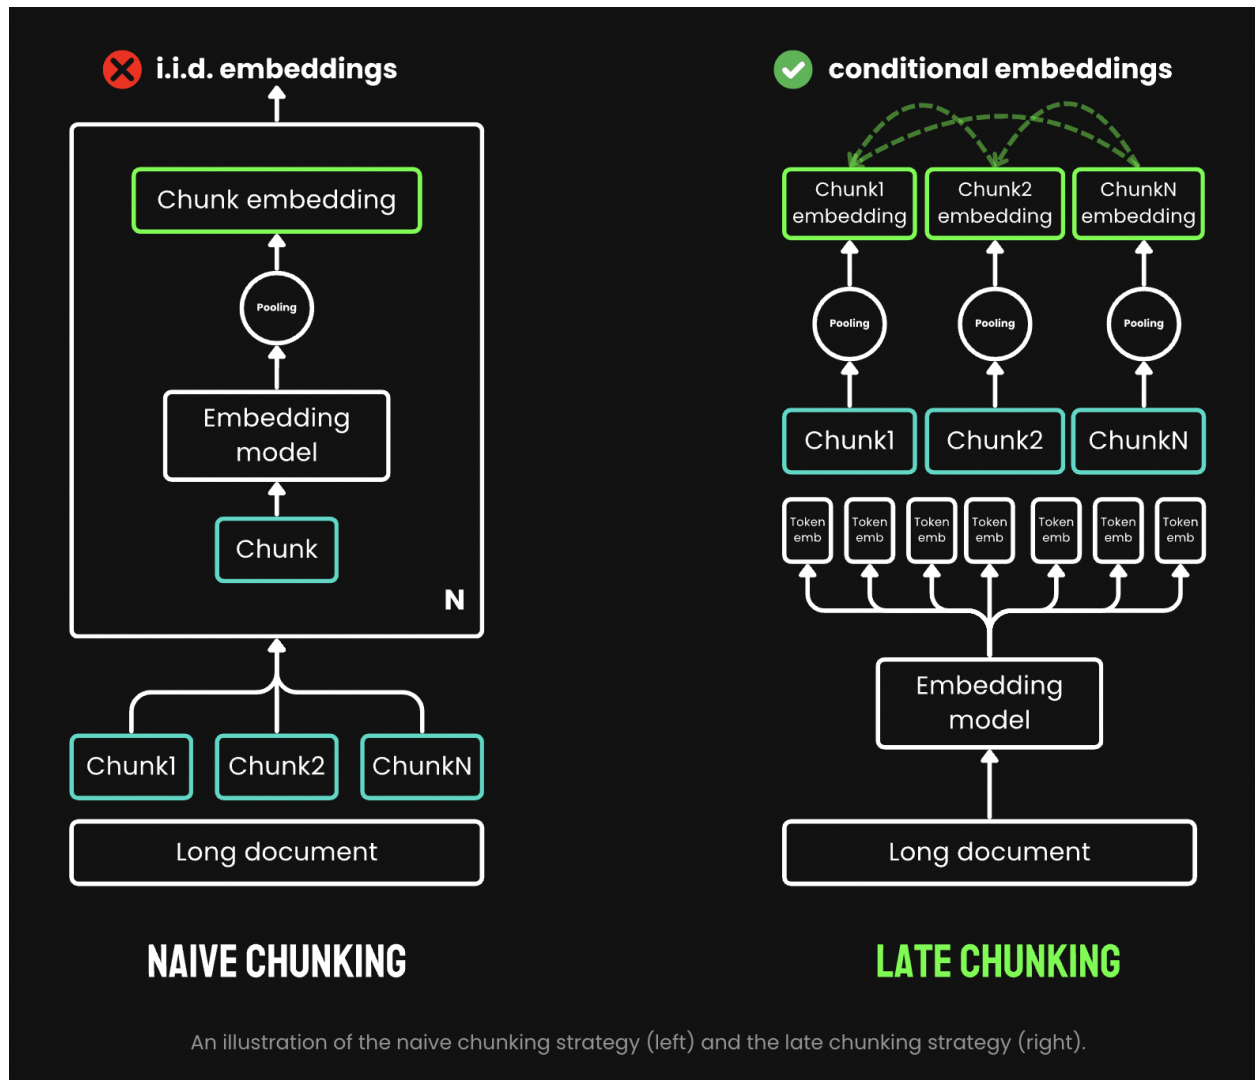 i.i.d. embeddings
Chunk embedding
Pooling
Embedding
model
Chunk
N
Chunk1
Chunk2
ChunkN
Long document
NAIVE CHUNKING
conditional embeddings
Chunk1
embedding
Chunk2
embedding
ChunkN
embedding
Pooling
Pooling
Pooling
Chunk1
Chunk2
ChunkN
Token
emb
Token
emb
Token
emb
Token
emb
Token
emb
Token
emb
Token
emb
Embedding
model
Long document
LATE CHUNKING
An illustration of the naive chunking strategy (left) and the late chunking strategy (right).